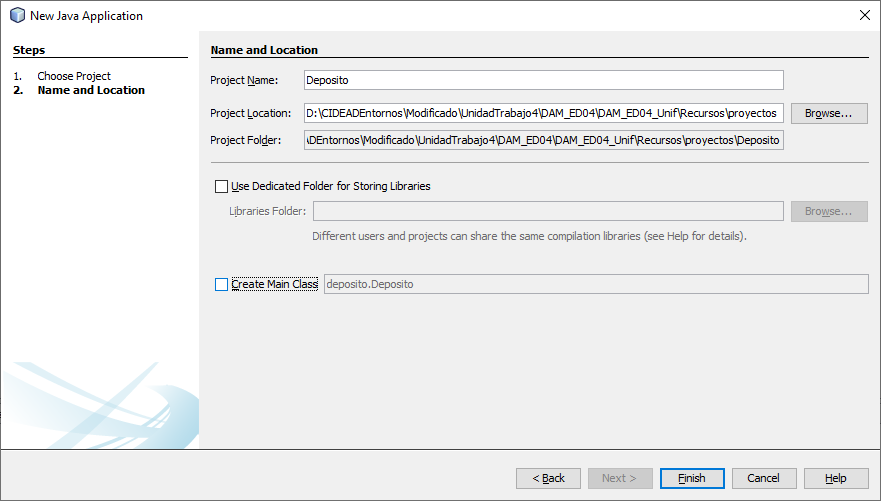 New Java Application
Steps
1. Choose Project
2. Name and Location
Name and Location
Project Name: Deposito
Project Location: D:\CIDEADEntornos\Modificado\UnidadTrabajo4\DAM_ED04\DAM_ED04_Unif\Recursos\proyectos Browse...
Project Folder: \DEntornos\Modificado\UnidadTrabajo4\DAM_ED04\DAM_ED04_Unif\Recursos\proyectos\Deposito
Use Dedicated Folder for Storing Libraries
Libraries Folder: Browse...
Different users and projects can share the same compilation libraries (see Help for details).
Create Main Class deposito.Deposito
< Back Next > Finish Cancel Help